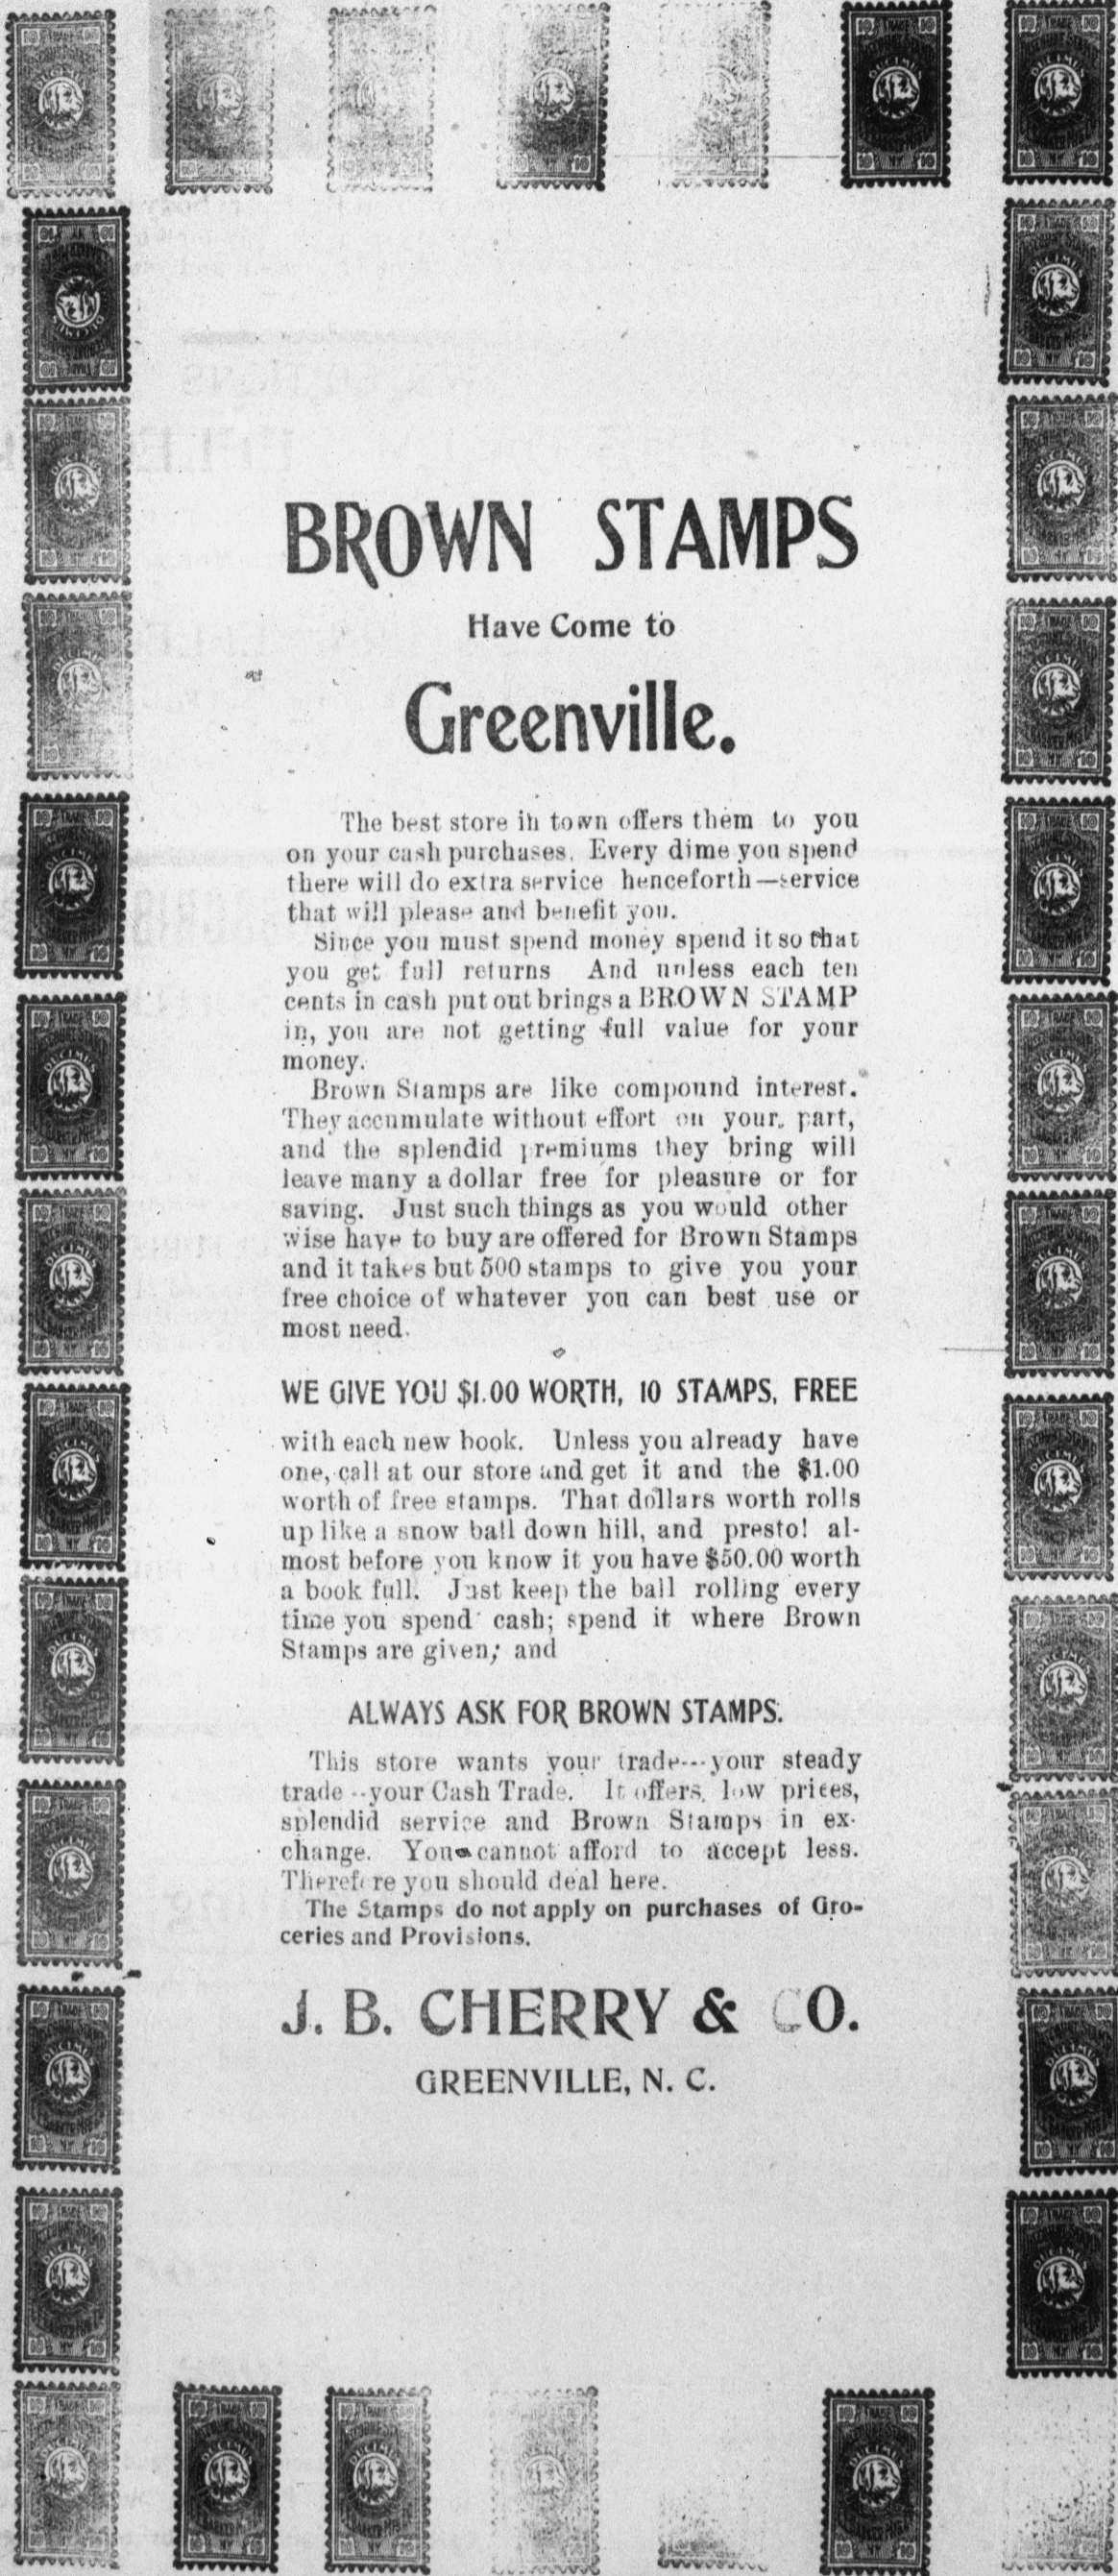 BROWN STAMPS
Have Come to
Greenville.
The best store in town offers them to you
on your cash purchases. Every dime you spend
there will do extra service henceforth—service
that will please and benefit you.
Since you must spend money spend it so that
you get full returns And unless each ten
cents in cash put out brings a BROWN STAMP
in, you are not getting full value for your
money.
Brown Stamps are like compound interest.
They accumulate without effort on your part,
and the splendid premiums they bring will
leave many a dollar free for pleasure or for
saving. Just such things as you would other
wise have to buy are offered for Brown Stamps
and it takes but 500 stamps to give you your
free choice of whatever you can best use or
most need.
WE GIVE YOU $1.00 WORTH, 10 STAMPS, FREE
with each new book. Unless you already have
one, call at our store and get it and the $1.00
worth of free stamps. That dollars worth rolls
up like a snow ball down hill, and presto! al-
most before you know it you have $50.00 worth
a book full. Just keep the ball rolling every
time you spend cash; spend it where Brown
Stamps are given; and
ALWAYS ASK FOR BROWN STAMPS.
This store wants your trade---your steady
trade--your Cash Trade. It offers, low prices,
splendid service and Brown Stamps in ex-
change. You cannot afford to accept less.
Therefore you should deal here.
The Stamps do not apply on purchases of Gro-
ceries and Provisions.
J. B. CHERRY & CO.
GREENVILLE, N. C.